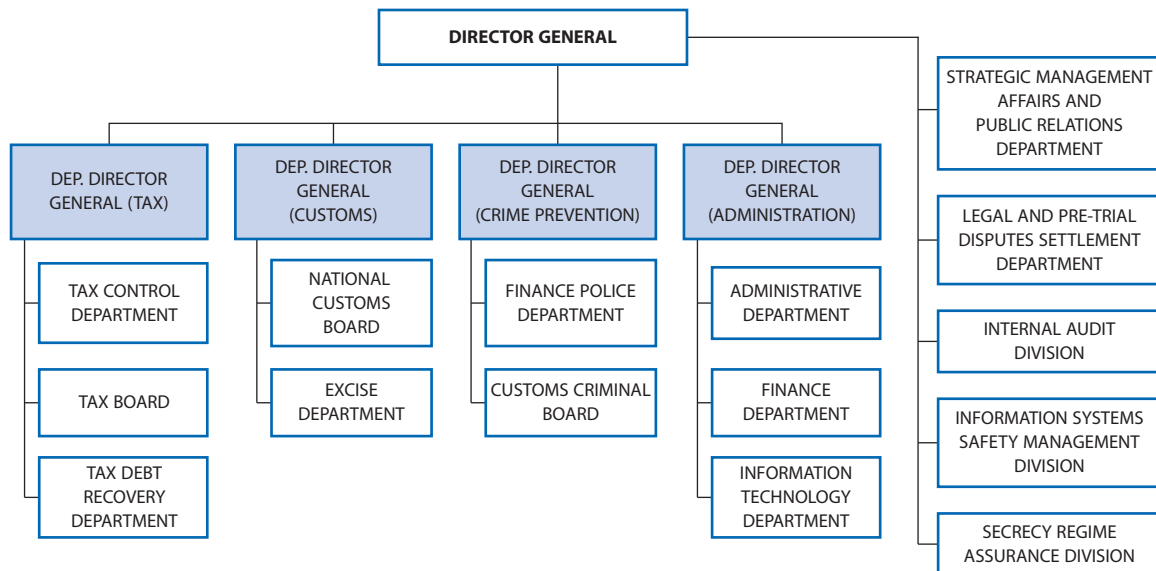 DIRECTOR GENERAL
DEP. DIRECTOR
GENERAL (TAX)
TAX CONTROL
DEPARTMENT
TAX BOARD
TAX DEBT
RECOVERY
DEPARTMENT
DEP. DIRECTOR
GENERAL
(CUSTOMS)
NATIONAL
CUSTOMS
BOARD
EXCISE
DEPARTMENT
DEP. DIRECTOR
GENERAL
(CRIME PREVENTION)
FINANCE POLICE
DEPARTMENT
CUSTOMS CRIMINAL
BOARD
DEP. DIRECTOR
GENERAL
(ADMINISTRATION)
ADMINISTRATIVE
DEPARTMENT
FINANCE
DEPARTMENT
INFORMATION
TECHNOLOGY
DEPARTMENT
STRATEGIC MANAGEMENT
AFFAIRS AND
PUBLIC RELATIONS
DEPARTMENT
LEGAL AND PRE-TRIAL
DISPUTES SETTLEMENT
DEPARTMENT
INTERNAL AUDIT
DIVISION
INFORMATION SYSTEMS
SAFETY MANAGEMENT
DIVISION
SECRECY REGIME
ASSURANCE DIVISION